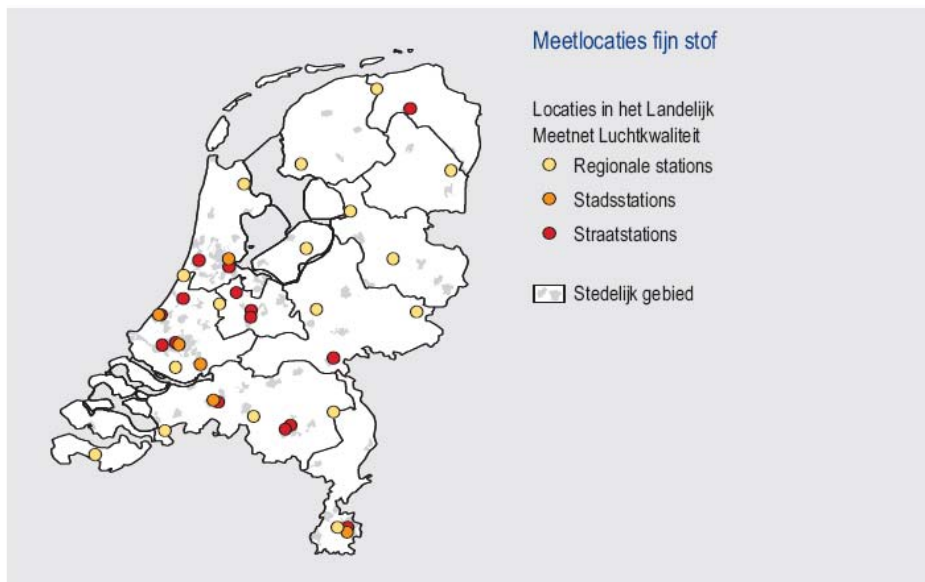 Meetlocaties fijn stof
Locaties in het Landelijk
Meetnet Luchtkwaliteit
Regionale stations
Stadsstations
Straatstations
Stedelijk gebied